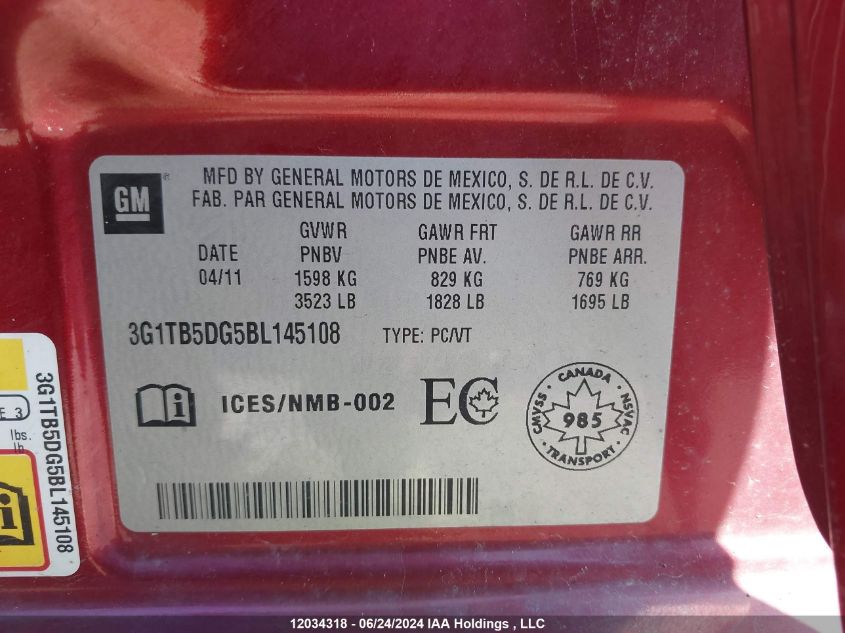 GM
MFD BY GENERAL MOTORS DE MEXICO, S. DE R.L. DE C.V.
FAB. PAR GENERAL MOTORS DE MEXICO, S. DE R.L. DE C.V.
GVWR GAWR FRT GAWR RR
DATE PNBV PNBE AV. PNBE ARR.
04/11 1598 KG 829 KG 769 KG
3523 LB 1828 LB 1695 LB
3G1TB5DG5BL145108 TYPE: PC/VT
i ICES/NMB-002 EC
CANADA
CMVSS 985 NSVAC
TRANSPORT
3G1TB5DG5BL145108
E 3
lbs.
lb
i
12034318 - 06/24/2024 IAA Holdings , LLC